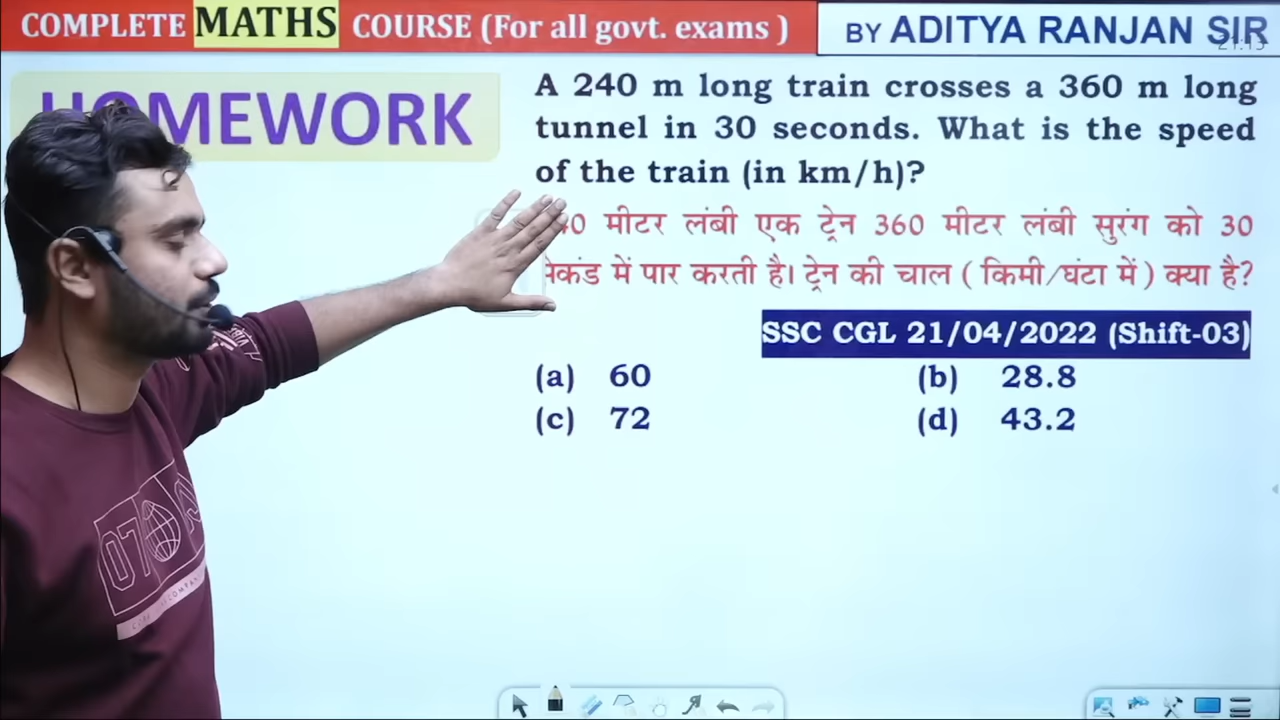 COMPLETE MATHS COURSE (For all govt. exams )
BY ADITYA RANJAN SIR
HOMEWORK
A 240 m long train crosses a 360 m long
tunnel in 30 seconds. What is the speed
of the train (in km/h)?
मीटर लंबी एक ट्रेन 360 मीटर लंबी सुरंग को 30
में पार करती है। ट्रेन की चाल ( किमी/घंटा में ) क्या है?
SSC CGL 21/04/2022 (Shift-03)
(a) 60 (b) 28.8
(c) 72 (d) 43.2
07